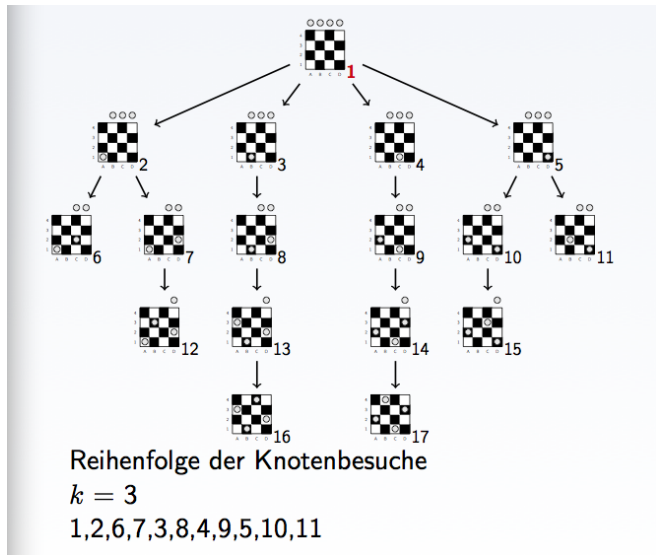 1
2 3 4 5
6 7 8 9 10 11
12 13 14 15
16 17
Reihenfolge der Knotenbesuche
k = 3
1,2,6,7,3,8,4,9,5,10,11